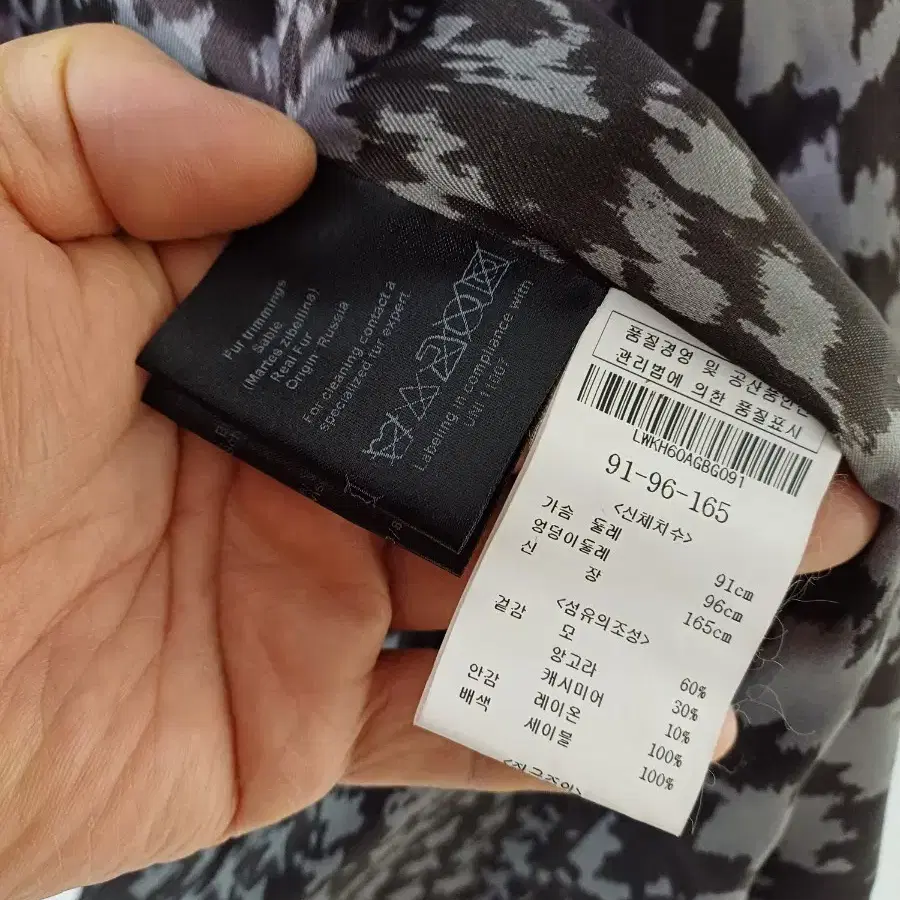 Fur trimmings
Sable
(Martes zibellina)
Real Fur
Origin: Russia
For cleaning contact a
specialized fur expert
Labeling in compliance with
UNI 11007
품질경영 및 공산품안전
관리법에 의한 품질표시
LWKH60AGBG091
91-96-165
<신체치수>
가슴 둘레 91cm
엉덩이둘레 96cm
신 장 165cm
<섬유의조성>
겉감 모 60%
앙고라 30%
캐시미어 10%
안감 레이온 100%
배색 세이블 100%